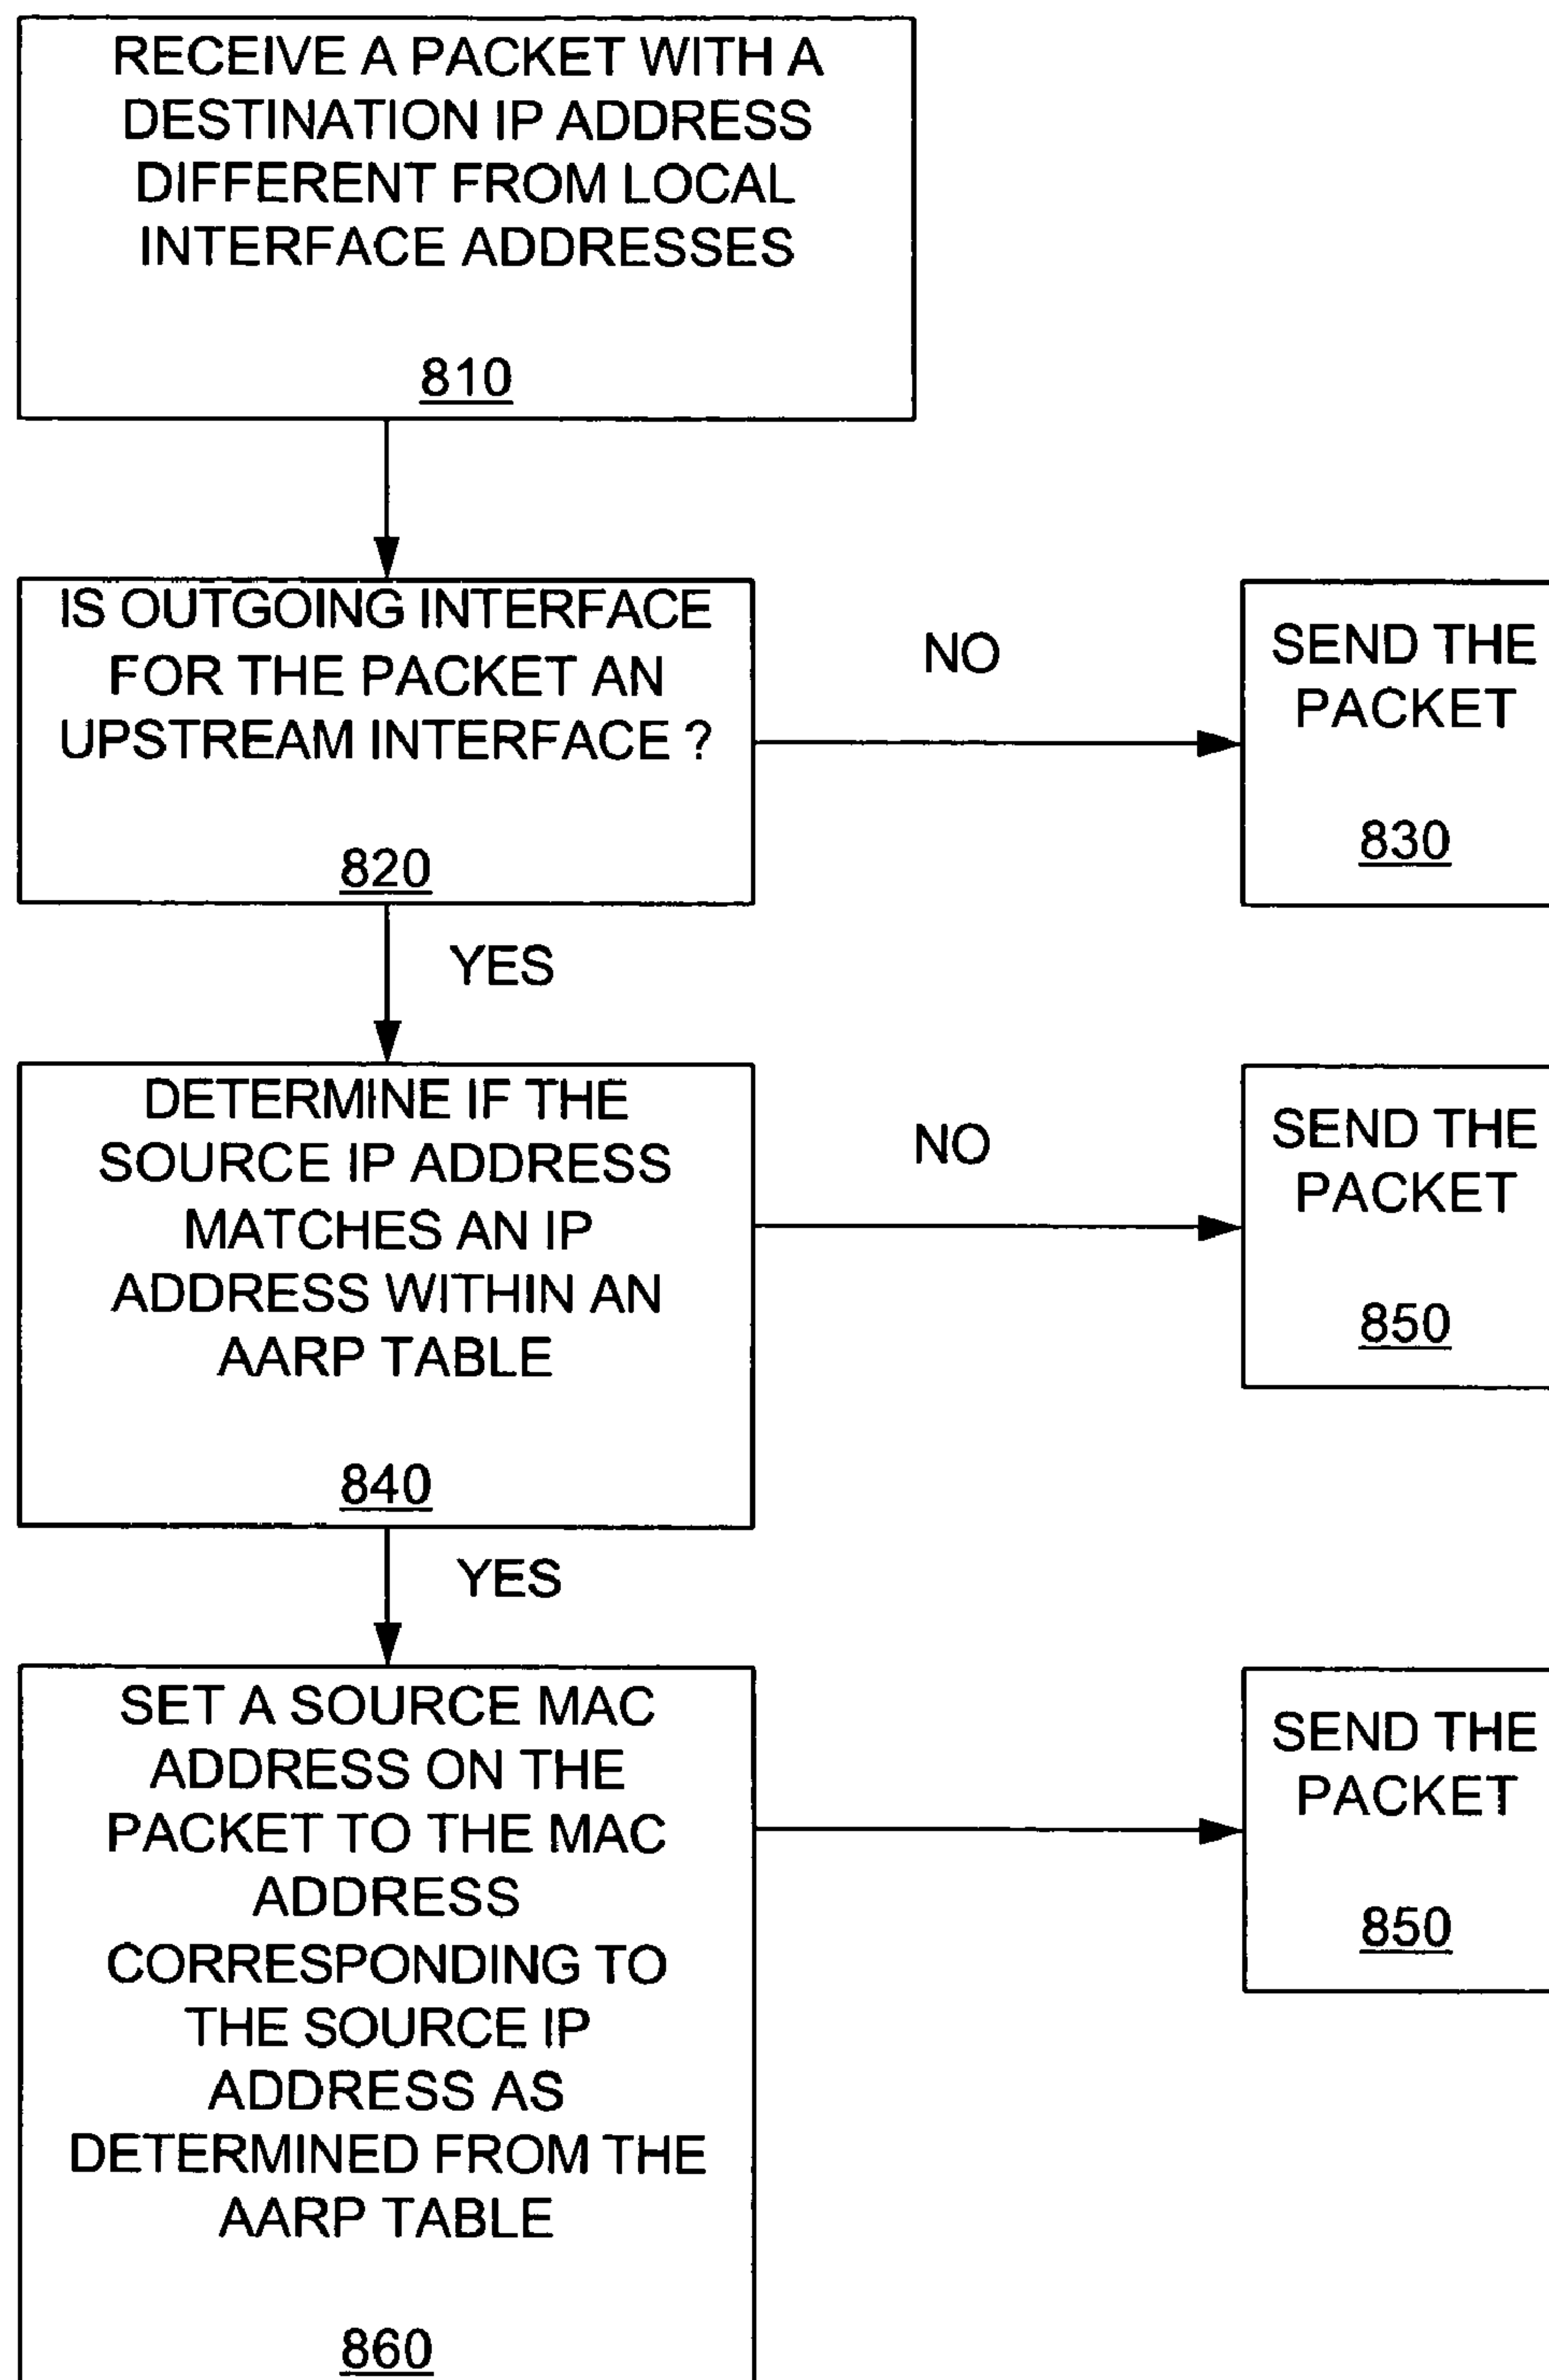 RECEIVE A PACKET WITH A
DESTINATION IP ADDRESS
DIFFERENT FROM LOCAL
INTERFACE ADDRESSES
810
IS OUTGOING INTERFACE
FOR THE PACKET AN
UPSTREAM INTERFACE ?
820
NO
SEND THE
PACKET
830
YES
DETERMINE IF THE
SOURCE IP ADDRESS
MATCHES AN IP
ADDRESS WITHIN AN
AARP TABLE
840
NO
SEND THE
PACKET
850
YES
SET A SOURCE MAC
ADDRESS ON THE
PACKET TO THE MAC
ADDRESS
CORRESPONDING TO
THE SOURCE IP
ADDRESS AS
DETERMINED FROM THE
AARP TABLE
860
SEND THE
PACKET
850